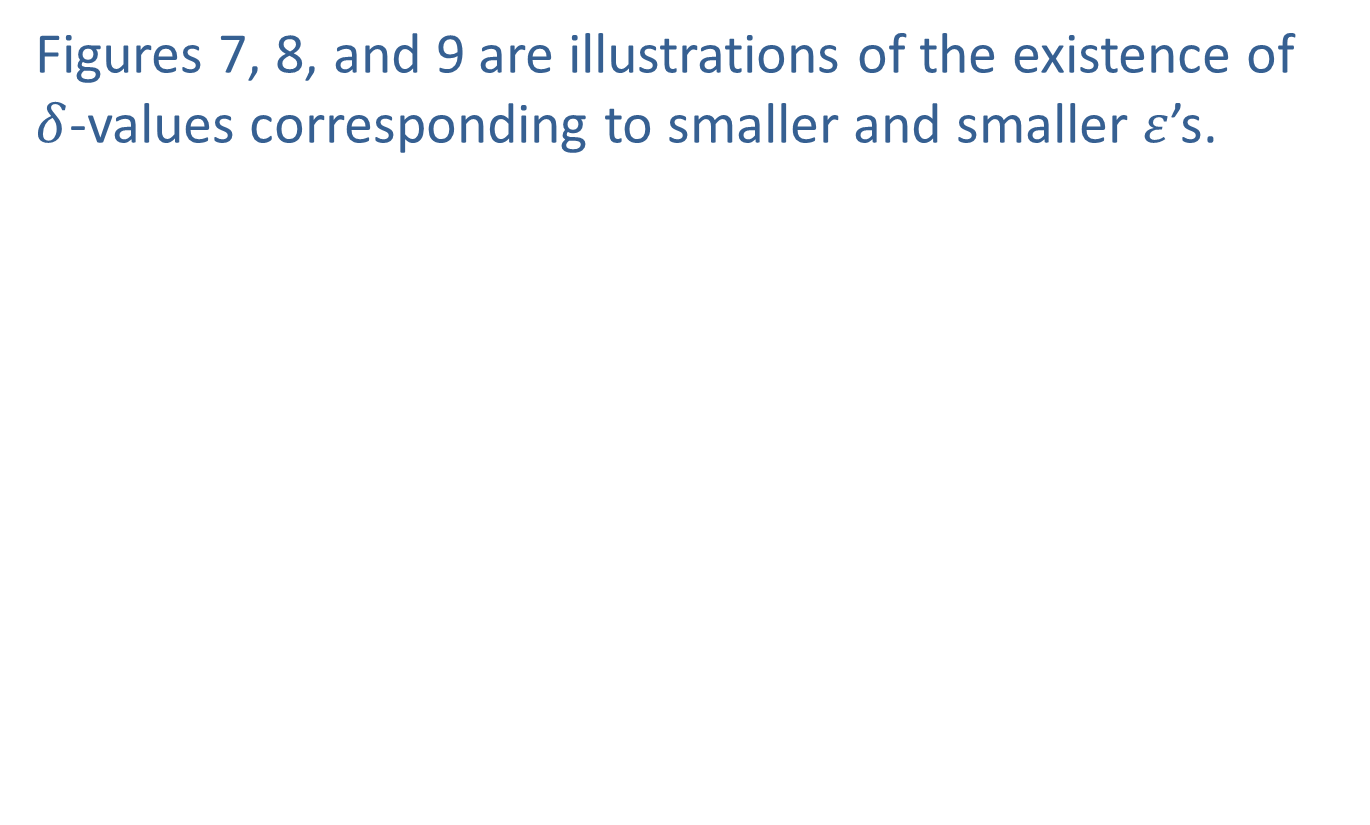 Figures 7, 8, and 9 are illustrations of the existence of
δ-values corresponding to smaller and smaller ε’s.